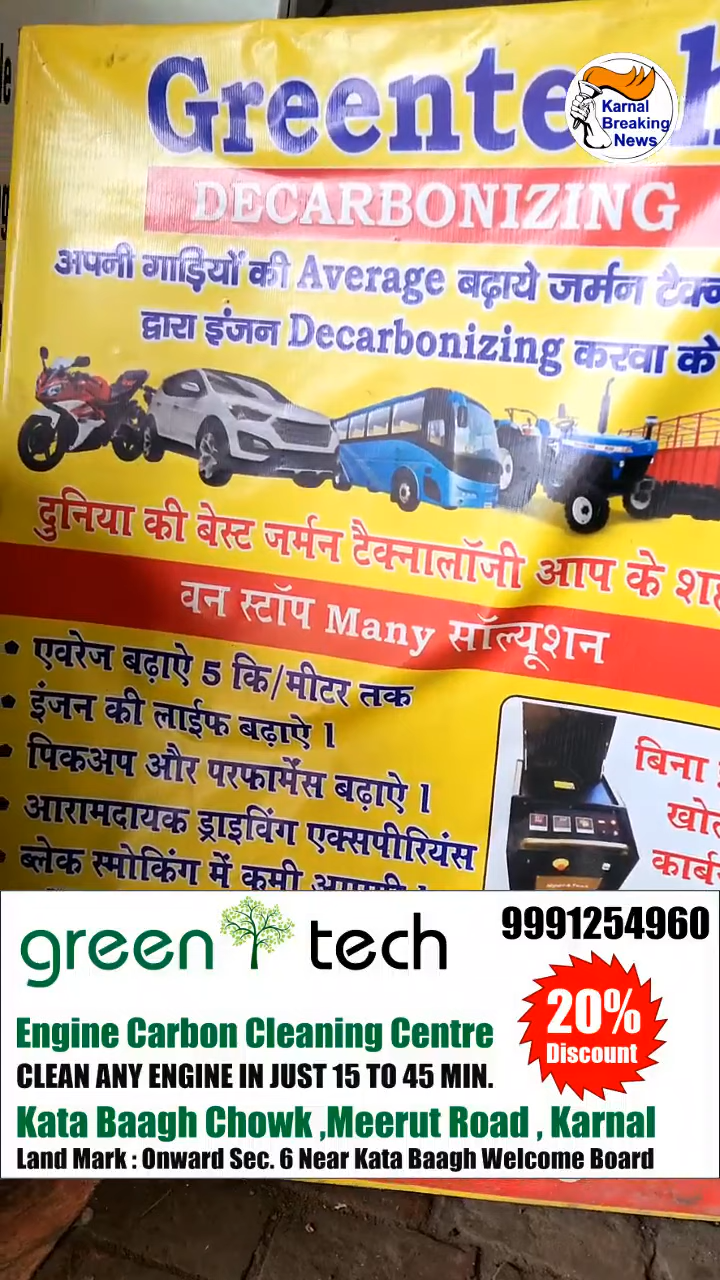 Greentech
Karnal
Breaking
News
DECARBONIZING
अपनी गाड़ियों की Average बढ़ाये जर्मन
द्वारा इंजन Decarbonizing करवा के
दुनिया की बेस्ट जर्मन टैक्नालॉजी आप के
वन स्टॉप Many सॉल्यूशन
• एवरेज बढ़ाऐ 5 कि/मीटर तक
• इंजन की लाईफ बढ़ाऐ l
• पिकअप और परफार्मेस बढ़ाऐ l
• आरामदायक ड्राइविंग एक्सपीरियंस
• ब्लेक स्मोकिंग में कमी
बिना
green tech
9991254960
20%
Discount
Engine Carbon Cleaning Centre
CLEAN ANY ENGINE IN JUST 15 TO 45 MIN.
Kata Baagh Chowk ,Meerut Road , Karnal
Land Mark : Onward Sec. 6 Near Kata Baagh Welcome Board